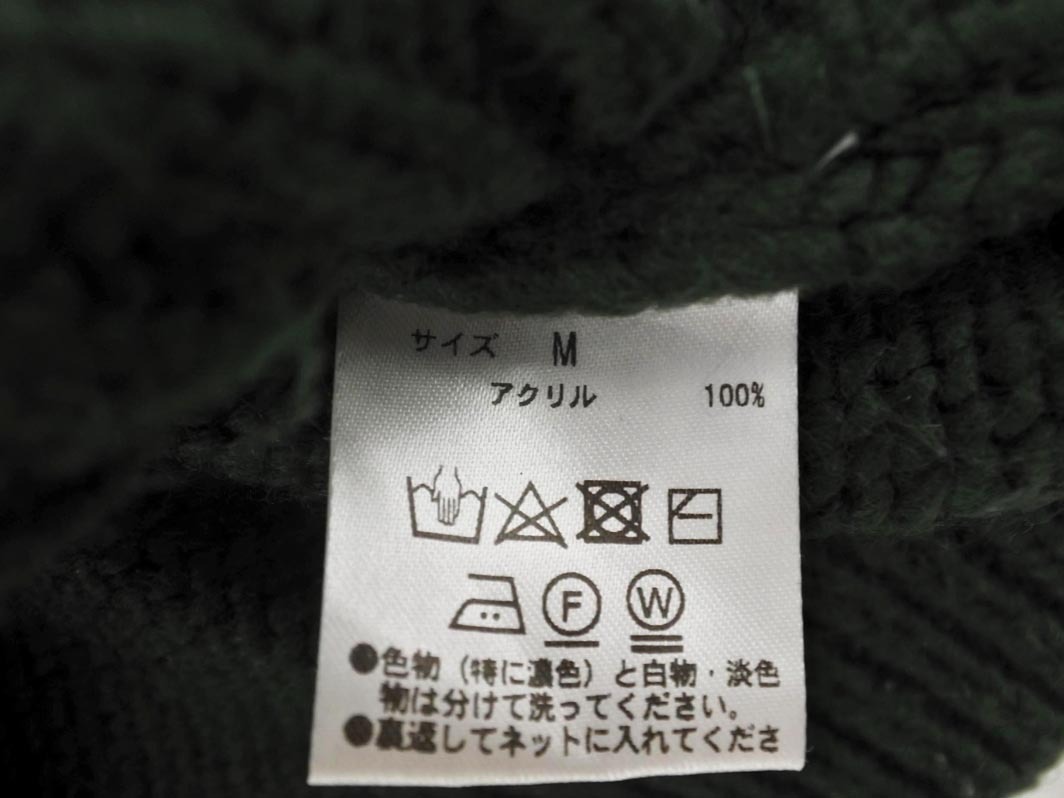 サイズ M
アクリル 100%
F W
●色物（特に濃色）と白物・淡色
物は分けて洗ってください。
●裏返してネットに入れてくださ